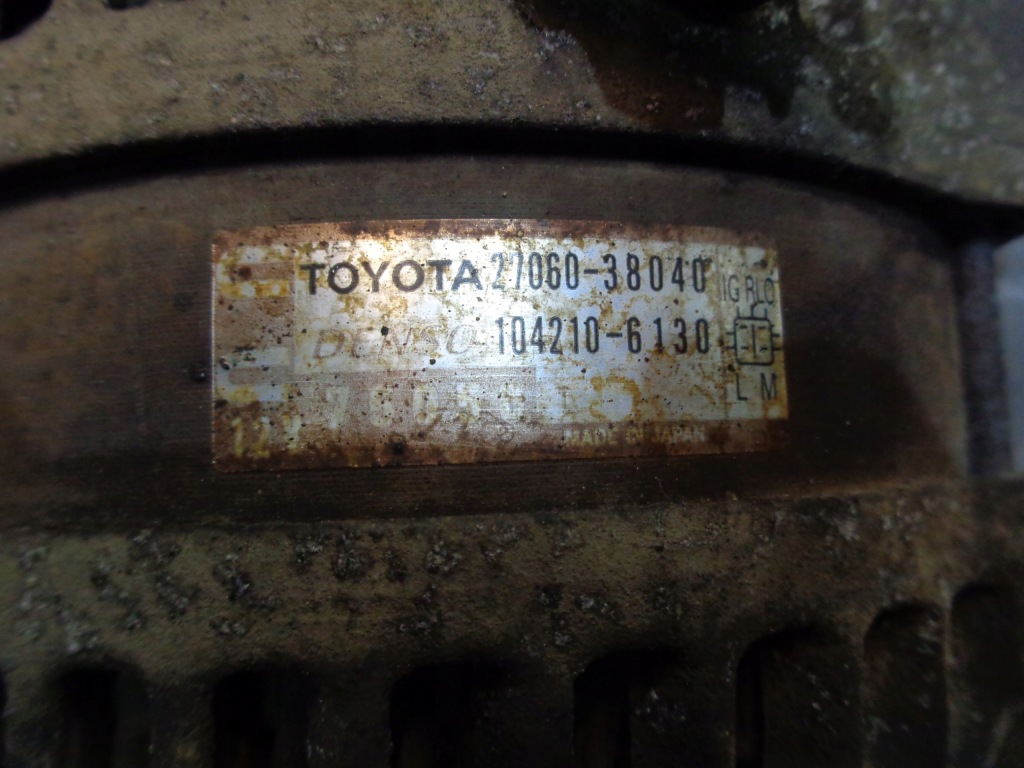 TOYOTA 27060-38040
IG RLO
DENSO 104210-6130
L M
MADE IN JAPAN